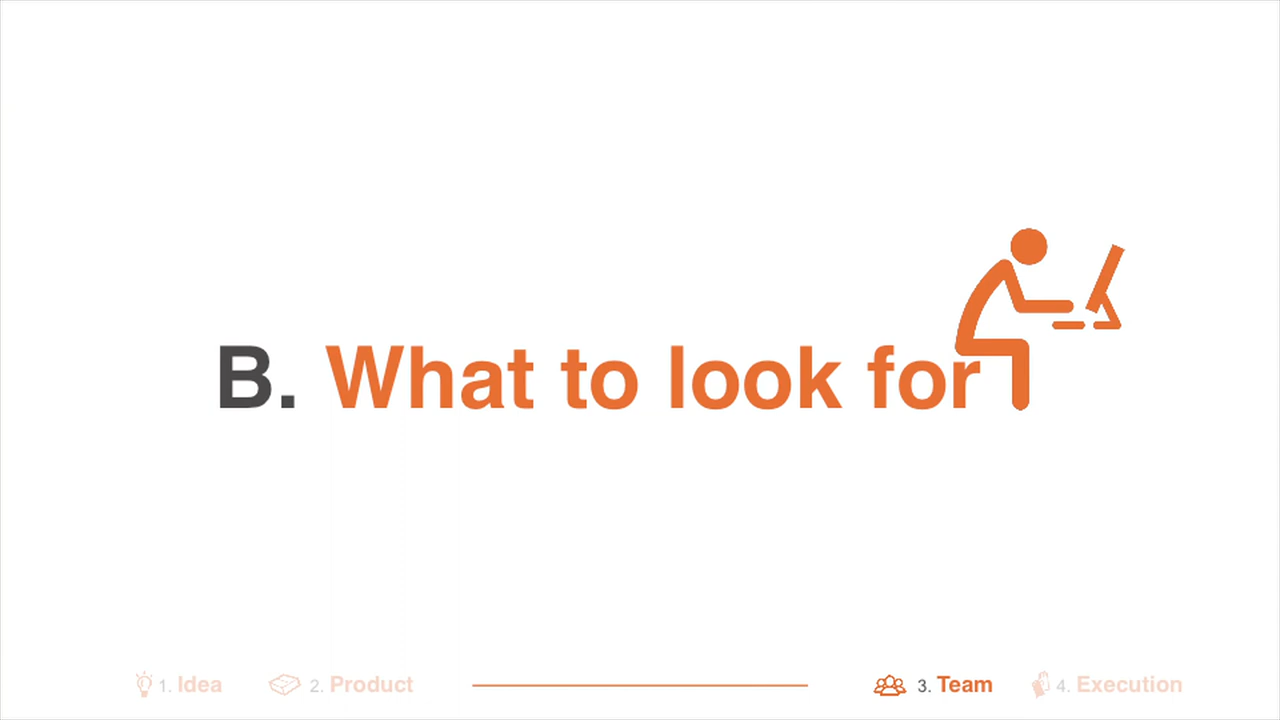 B. What to look for
1. Idea 2. Product 3. Team 4. Execution